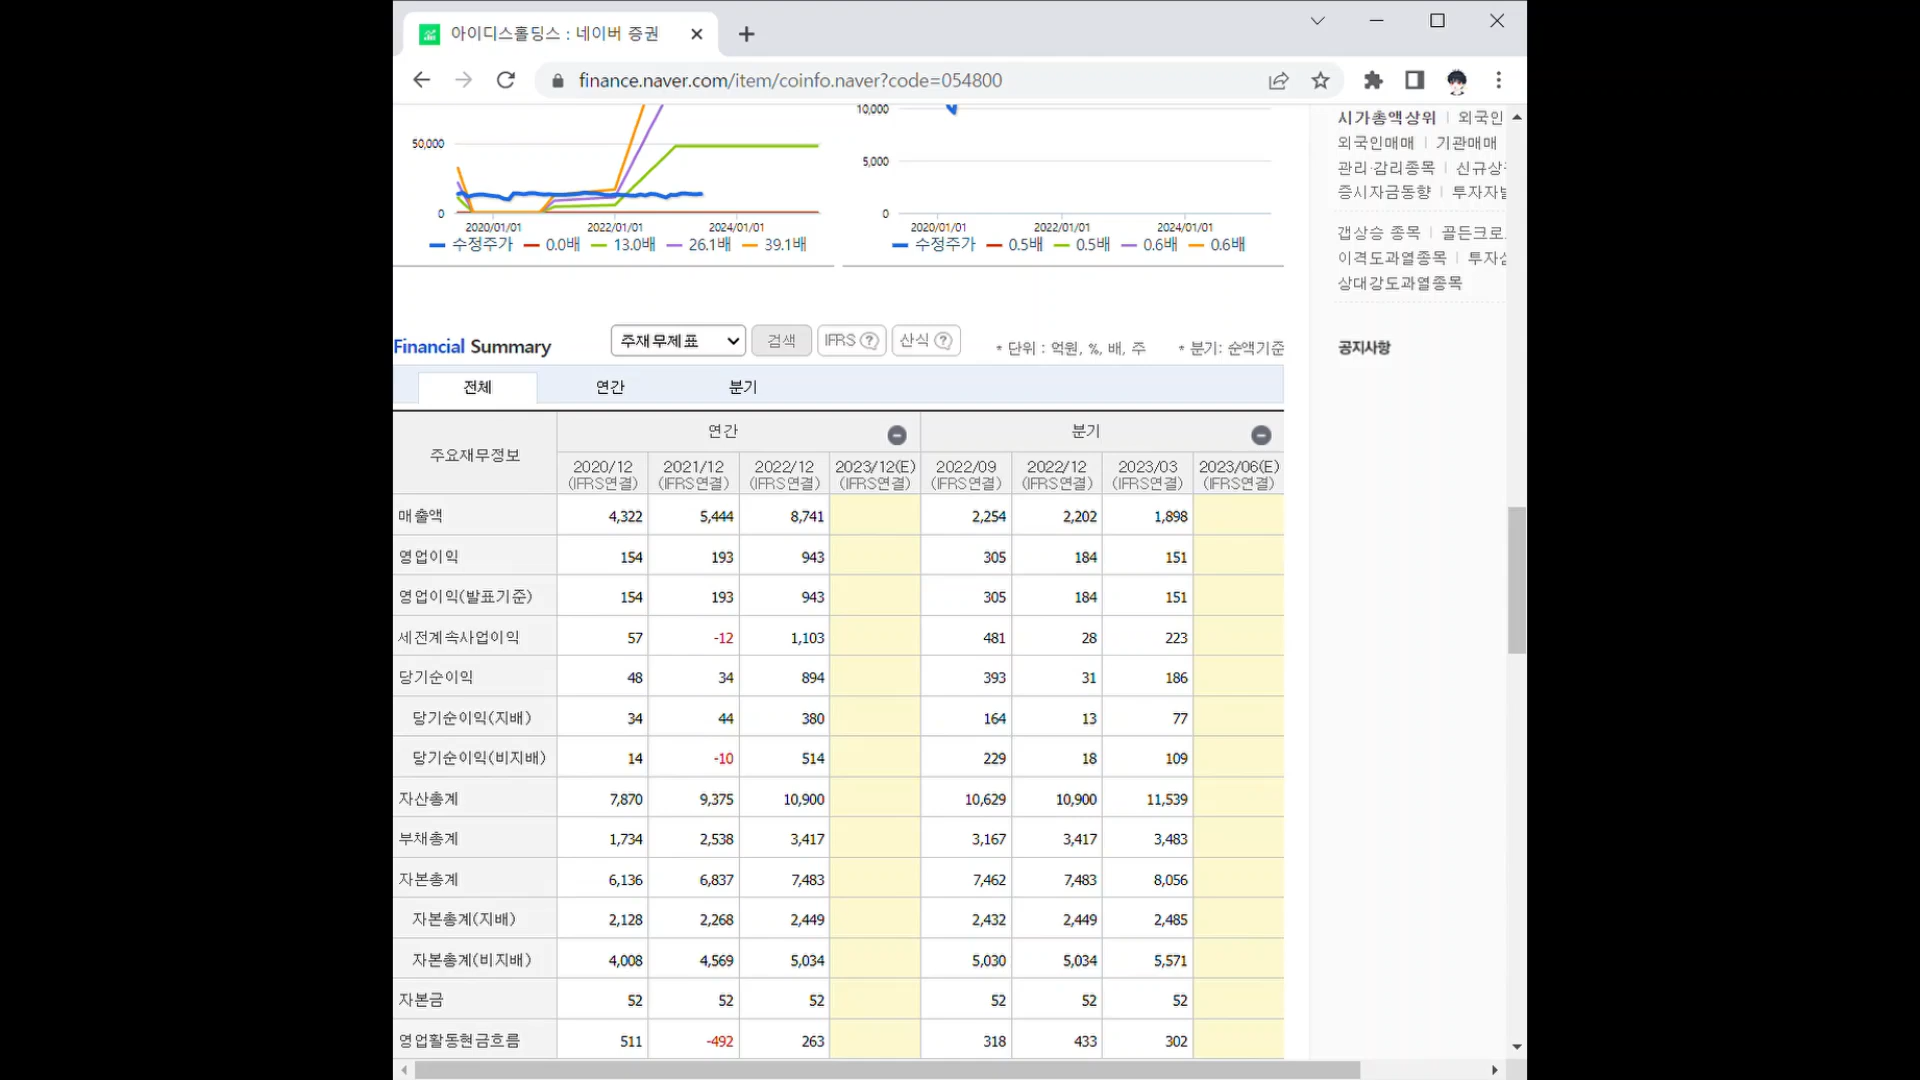 아이디스홀딩스 : 네이버 증권
finance.naver.com/item/coinfo.naver?code=054800
50,000
0
2020/01/01 2022/01/01 2024/01/01
수정주가 0.0배 13.0배 26.1배 39.1배
10,000
5,000
0
2020/01/01 2022/01/01 2024/01/01
수정주가 0.5배 0.5배 0.6배 0.6배
시가총액상위 외국인
외국인매매 기관매매
관리·감리종목 신규상
증시자금동향 투자자
갭상승 종목 골든크로
이격도과열종목 투자
상대강도과열종목
공지사항
Financial Summary 주재무제표 검색 IFRS ? 산식 ? * 단위 : 억원, %, 배, 주 * 분기: 순액기준
전체 연간 분기
주요재무정보 연간 분기
2020/12 2021/12 2022/12 2023/12(E) 2022/09 2022/12 2023/03 2023/06(E)
(IFRS연결) (IFRS연결) (IFRS연결) (IFRS연결) (IFRS연결) (IFRS연결) (IFRS연결) (IFRS연결)
매출액 4,322 5,444 8,741 2,254 2,202 1,898
영업이익 154 193 943 305 184 151
영업이익(발표기준) 154 193 943 305 184 151
세전계속사업이익 57 -12 1,103 481 28 223
당기순이익 48 34 894 393 31 186
당기순이익(지배) 34 44 380 164 13 77
당기순이익(비지배) 14 -10 514 229 18 109
자산총계 7,870 9,375 10,900 10,629 10,900 11,539
부채총계 1,734 2,538 3,417 3,167 3,417 3,483
자본총계 6,136 6,837 7,483 7,462 7,483 8,056
자본총계(지배) 2,128 2,268 2,449 2,432 2,449 2,485
자본총계(비지배) 4,008 4,569 5,034 5,030 5,034 5,571
자본금 52 52 52 52 52 52
영업활동현금흐름 511 -492 263 318 433 302